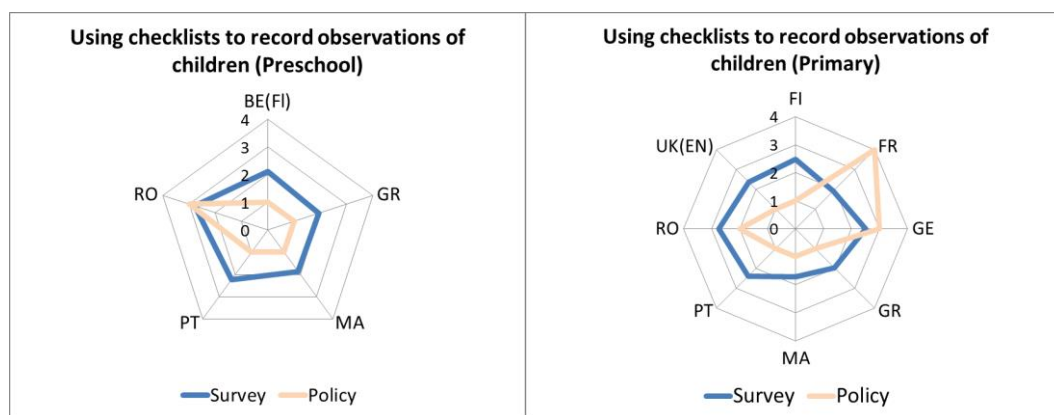 Using checklists to record observations of
children (Preschool)
BE(Fl)
4
3
2
1
0
RO
GR
PT
MA
Survey
Policy
Using checklists to record observations of
children (Primary)
FI
4
3
2
1
0
UK(EN)
FR
RO
GE
PT
GR
MA
Survey
Policy